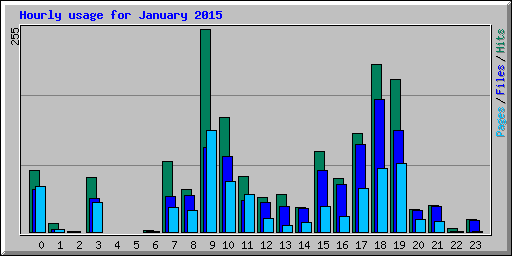 Hourly usage for January 2015
255
Pages/Files/Hits
0 1 2 3 4 5 6 7 8 9 10 11 12 13 14 15 16 17 18 19 20 21 22 23